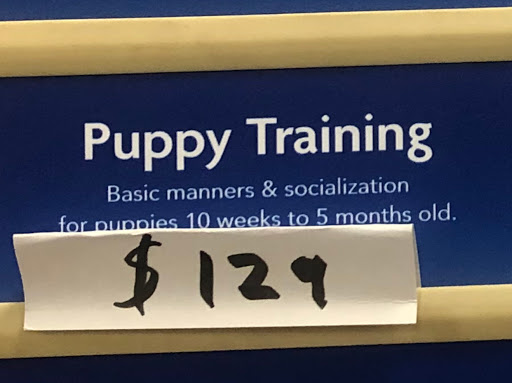 Puppy Training
Basic manners & socialization
for puppies 10 weeks to 5 months old.
$129